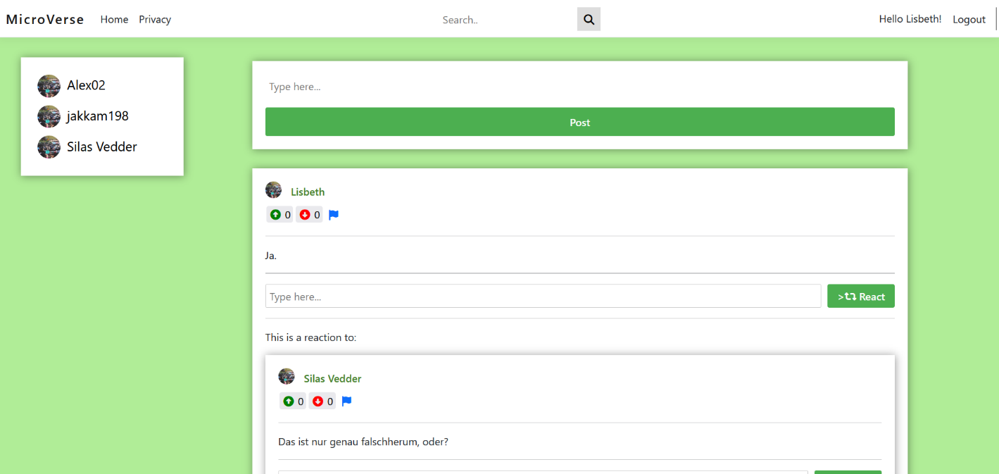 MicroVerse Home Privacy Search.. Hello Lisbeth! Logout
Alex02
jakkam198
Silas Vedder
Type here...
Post
Lisbeth
0 0
Ja.
Type here... > React
This is a reaction to:
Silas Vedder
0 0
Das ist nur genau falschherum, oder?